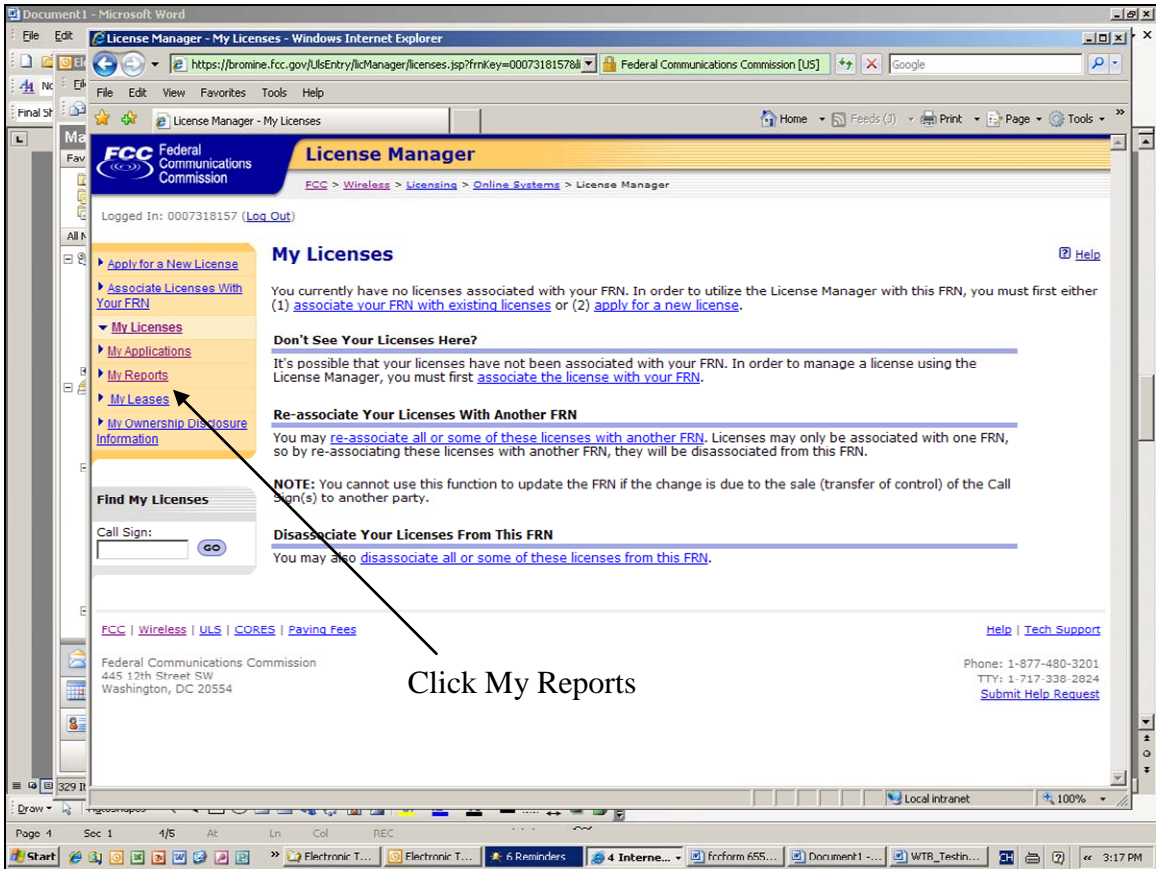 Document1 - Microsoft Word
File Edit
License Manager - My Licenses - Windows Internet Explorer
https://bromine.fcc.gov/UlsEntry/licManager/licenses.jsp?frnKey=0007318157&li
Federal Communications Commission [US]
Google
File Edit View Favorites Tools Help
Final
License Manager - My Licenses
Home Feeds (J) Print Page Tools
FCC Federal Communications Commission
License Manager
FCC > Wireless > Licensing > Online Systems > License Manager
Logged In: 0007318157 (Log Out)
Apply for a New License
Associate Licenses With
Your FRN
My Licenses
My Applications
My Reports
My Leases
My Ownership Disclosure
Information
Find My Licenses
Call Sign:
GO
My Licenses
Help
You currently have no licenses associated with your FRN. In order to utilize the License Manager with this FRN, you must first either
(1) associate your FRN with existing licenses or (2) apply for a new license.
Don't See Your Licenses Here?
It's possible that your licenses have not been associated with your FRN. In order to manage a license using the
License Manager, you must first associate the license with your FRN.
Re-associate Your Licenses With Another FRN
You may re-associate all or some of these licenses with another FRN. Licenses may only be associated with one FRN,
so by re-associating these licenses with another FRN, they will be disassociated from this FRN.
NOTE: You cannot use this function to update the FRN if the change is due to the sale (transfer of control) of the Call
Sign(s) to another party.
Disassociate Your Licenses From This FRN
You may also disassociate all or some of these licenses from this FRN.
FCC | Wireless | ULS | CORES | Paying Fees
Help | Tech Support
Federal Communications Commission
445 12th Street SW
Washington, DC 20554
Phone: 1-877-480-3201
TTY: 1-717-338-2824
Submit Help Request
Click My Reports
Local intranet
100%
Draw
Page 4 Sec 1 4/5 At Ln Col REC
Start
Electronic T...
Electronic T...
6 Reminders
4 Interne...
fccform 655...
Document1 -...
WTB_Testin...
3:17 PM